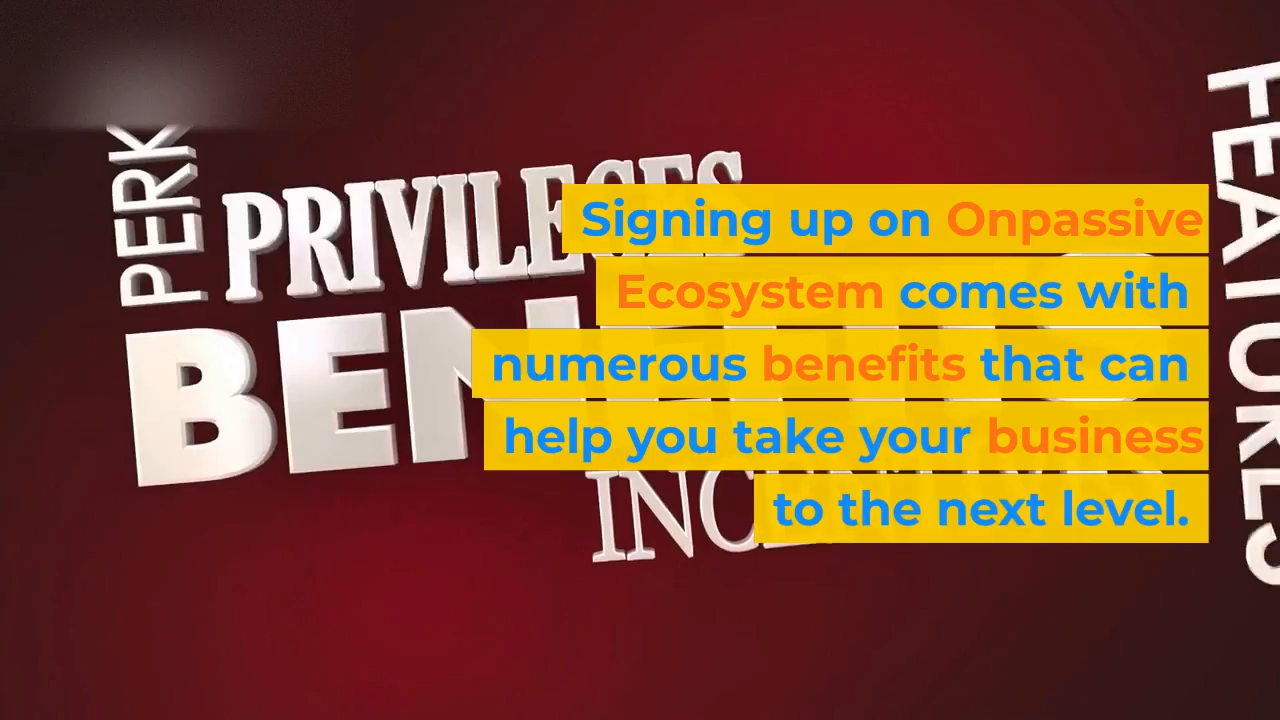 PERK
PRIVILEGES
BENEFITS
Signing up on Onpassive
Ecosystem comes with
numerous benefits that can
help you take your business
to the next level.
FEATURES